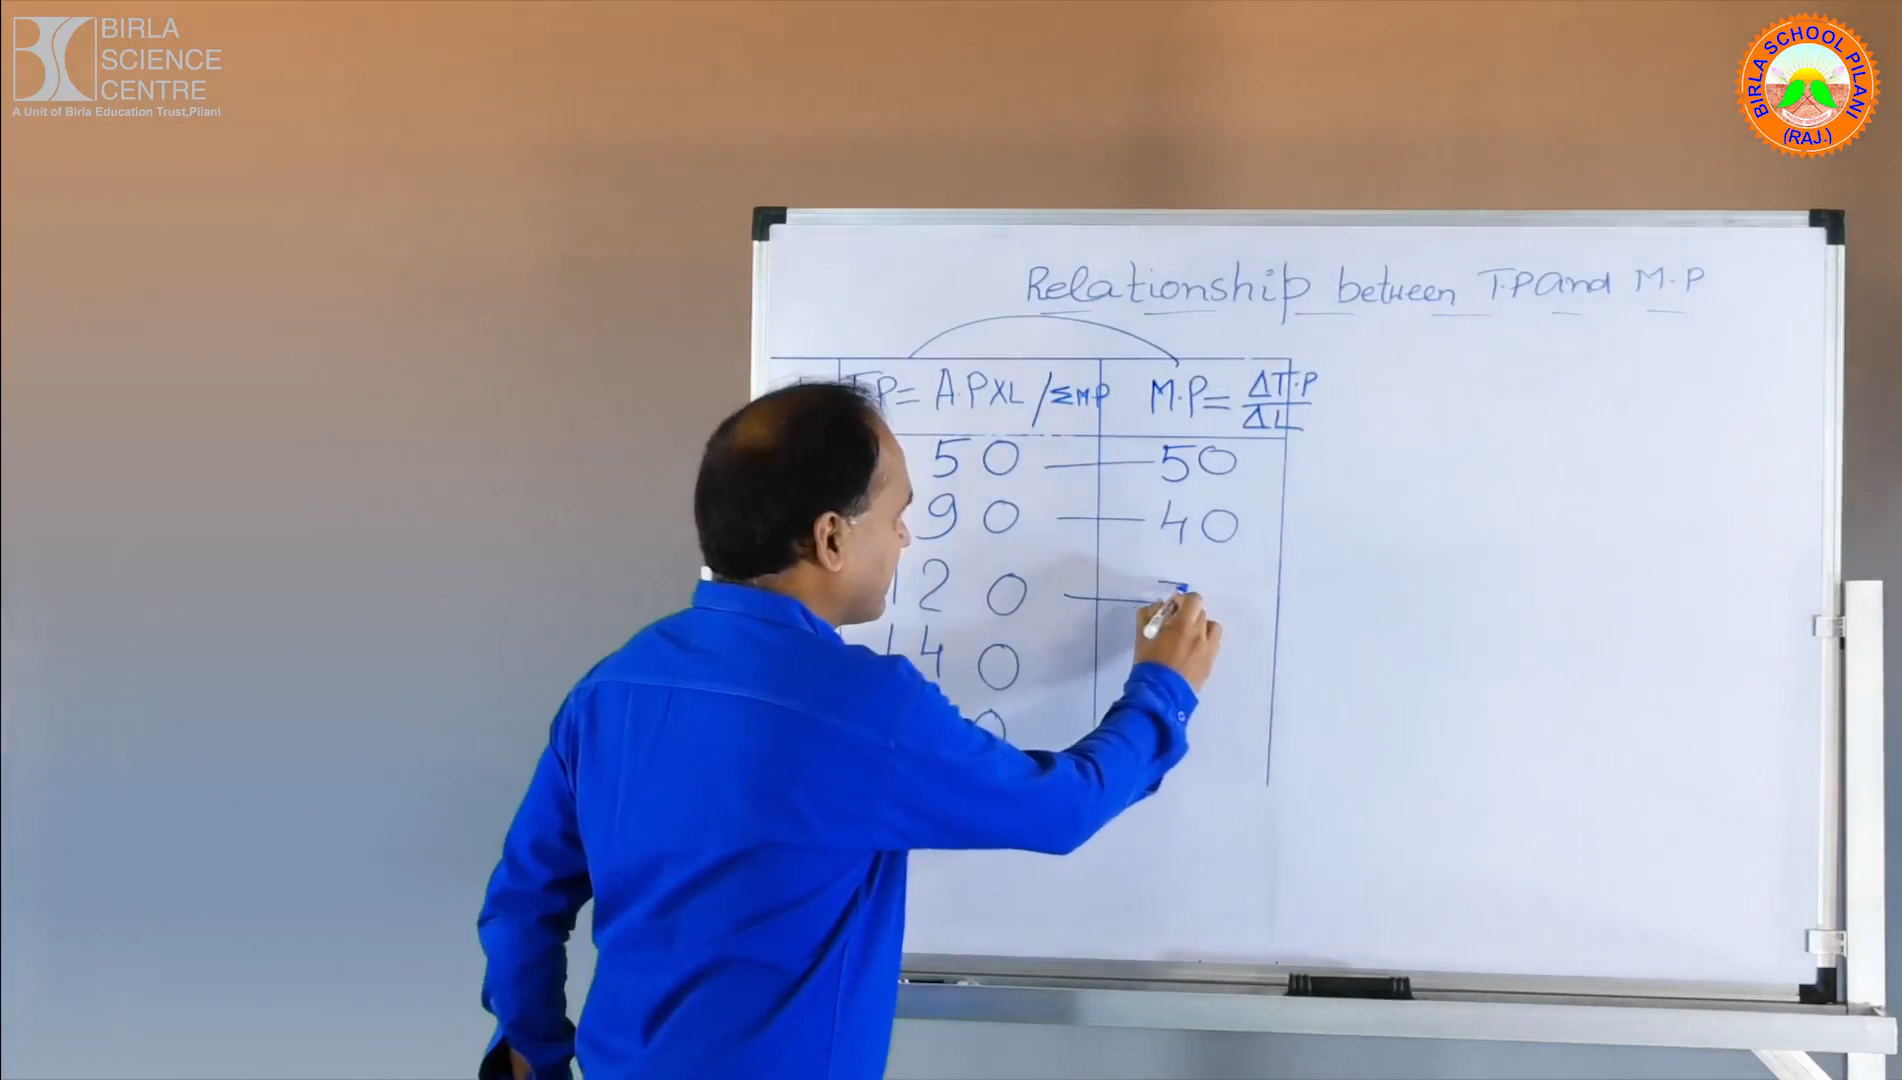 BIRLA
SCIENCE
CENTRE
A Unit of Birla Education Trust,Pilani
BIRLA SCHOOL PILANI
(RAJ.)
Relationship between T.P and M.P
T.P= A.PXL /ΣMP M.P= ΔT.P
ΔL
50 50
90 40
120
140
0